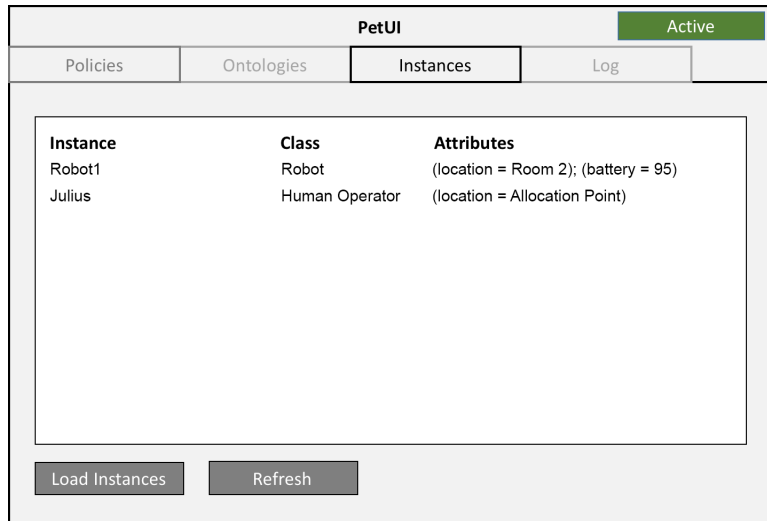 PetUI Active
Policies Ontologies Instances Log
Instance Class Attributes
Robot1 Robot (location = Room 2); (battery = 95)
Julius Human Operator (location = Allocation Point)
Load Instances Refresh